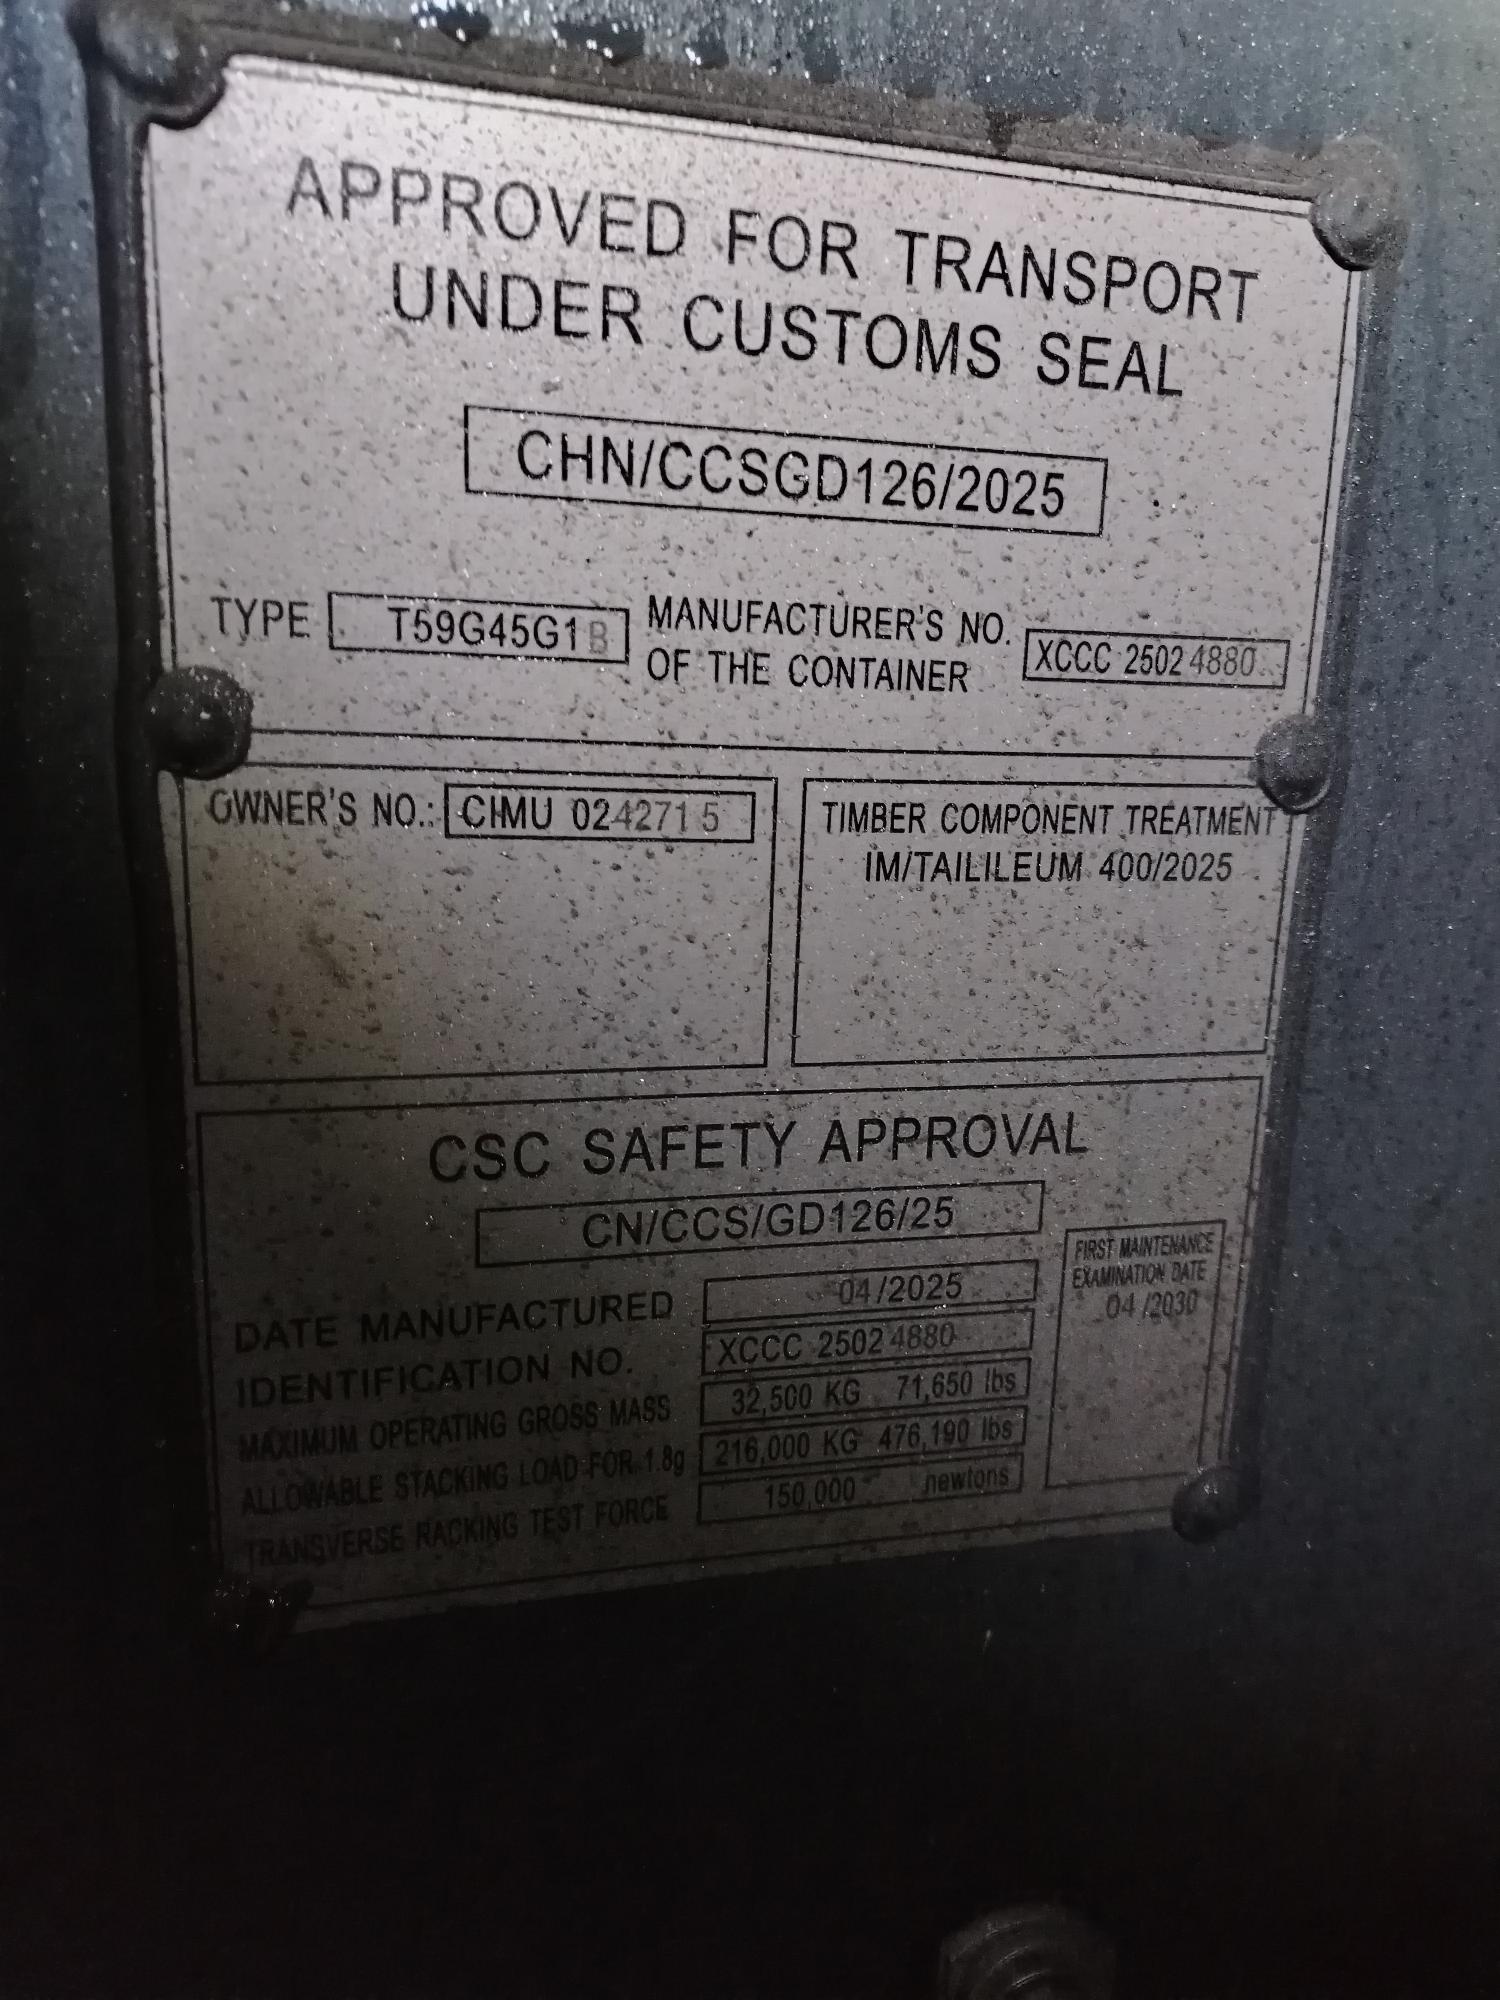 APPROVED FOR TRANSPORT
UNDER CUSTOMS SEAL
CHN/CCSGD126/2025
TYPE T59G45G1B
MANUFACTURER'S NO.
OF THE CONTAINER
XCCC 25024880
OWNER'S NO.: CIMU 024271 5
TIMBER COMPONENT TREATMENT
IM/TAILILEUM 400/2025
CSC SAFETY APPROVAL
CN/CCS/GD126/25
DATE MANUFACTURED 04/2025
IDENTIFICATION NO. XCCC 25024880
MAXIMUM OPERATING GROSS MASS 32,500 KG 71,650 lbs
ALLOWABLE STACKING LOAD FOR 1.8g 216,000 KG 476,190 lbs
TRANSVERSE RACKING TEST FORCE 150,000 newtons
FIRST MAINTENANCE
EXAMINATION DATE
04/2030